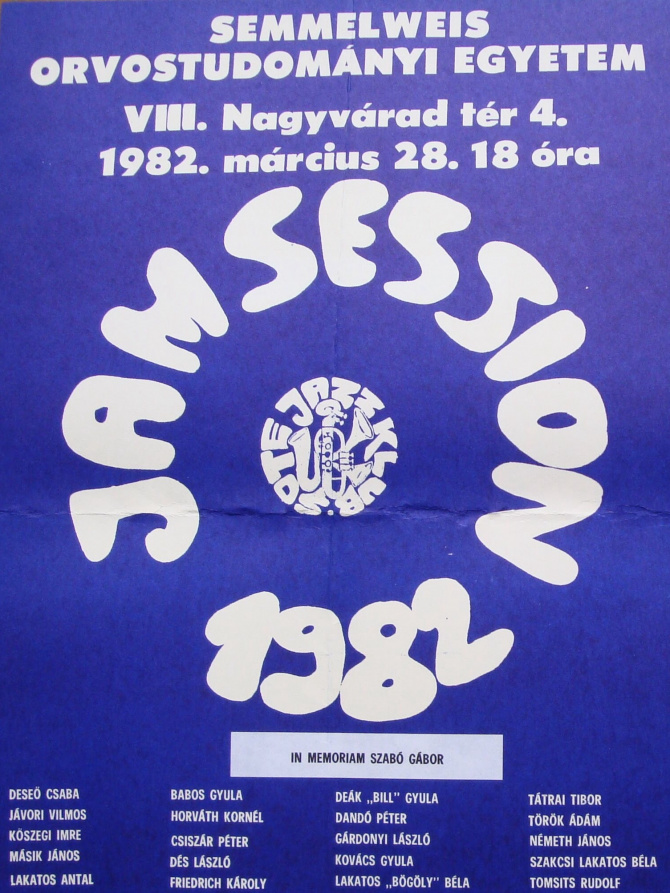 SEMMELWEIS
ORVOSTUDOMÁNYI EGYETEM
VIII. Nagyvárad tér 4.
1982. március 28. 18 óra
JAM SESSION
SOTE JAZZ KLUB.
1982
IN MEMORIAM SZABÓ GÁBOR
DESEŐ CSABA
JÁVORI VILMOS
KŐSZEGI IMRE
MÁSIK JÁNOS
LAKATOS ANTAL
BABOS GYULA
HORVÁTH KORNÉL
CSISZÁR PÉTER
DÉS LÁSZLÓ
FRIEDRICH KÁROLY
DEÁK „BILL” GYULA
DANDÓ PÉTER
GÁRDONYI LÁSZLÓ
KOVÁCS GYULA
LAKATOS „BÖGÖLY” BÉLA
TÁTRAI TIBOR
TÖRÖK ÁDÁM
NÉMETH JÁNOS
SZAKCSI LAKATOS BÉLA
TOMSITS RUDOLF